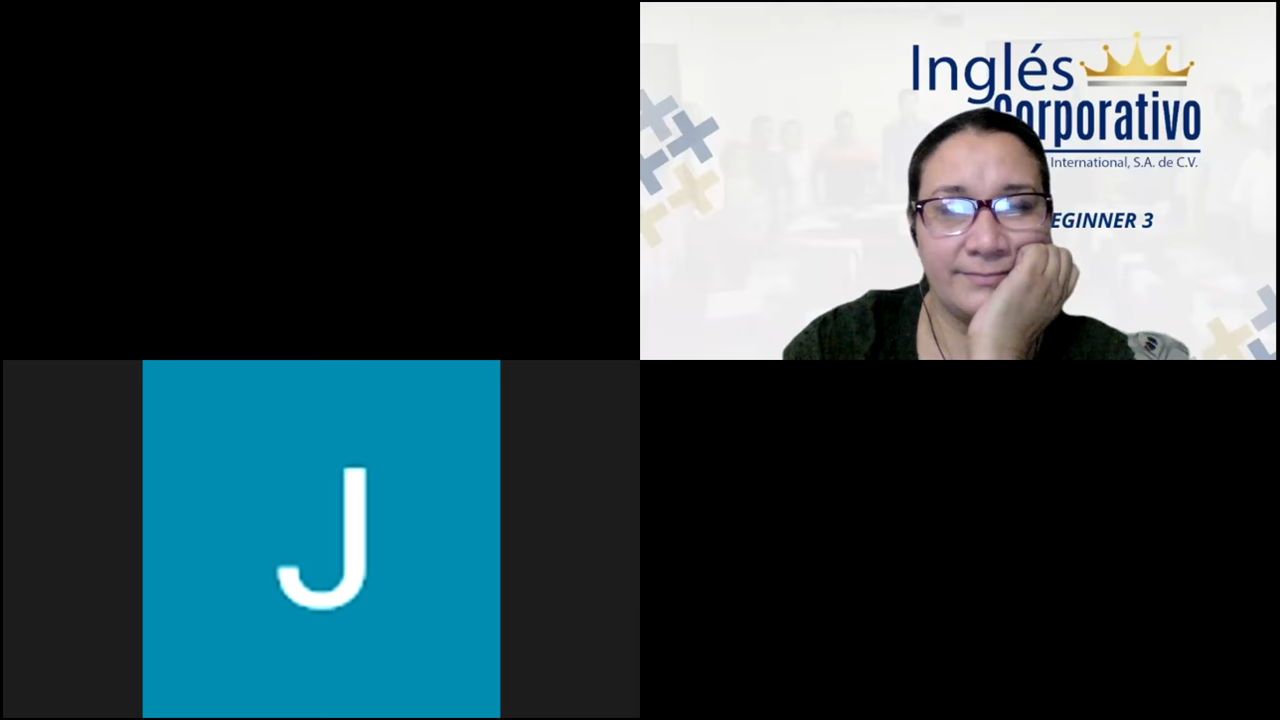 Inglés
Corporativo
International, S.A. de C.V.
EGINNER 3
J